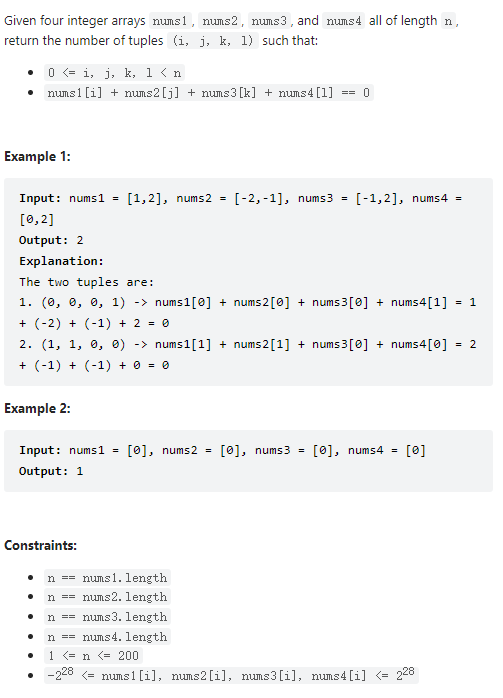 Given four integer arrays nums1, nums2, nums3, and nums4 all of length n,
return the number of tuples (i, j, k, l) such that:
• 0 <= i, j, k, l < n
• nums1[i] + nums2[j] + nums3[k] + nums4[l] == 0
Example 1:
Input: nums1 = [1,2], nums2 = [-2,-1], nums3 = [-1,2], nums4 =
[0,2]
Output: 2
Explanation:
The two tuples are:
1. (0, 0, 0, 1) -> nums1[0] + nums2[0] + nums3[0] + nums4[1] = 1
+ (-2) + (-1) + 2 = 0
2. (1, 1, 0, 0) -> nums1[1] + nums2[1] + nums3[0] + nums4[0] = 2
+ (-1) + (-1) + 0 = 0
Example 2:
Input: nums1 = [0], nums2 = [0], nums3 = [0], nums4 = [0]
Output: 1
Constraints:
• n == nums1.length
• n == nums2.length
• n == nums3.length
• n == nums4.length
• 1 <= n <= 200
• -2²⁸ <= nums1[i], nums2[i], nums3[i], nums4[i] <= 2²⁸